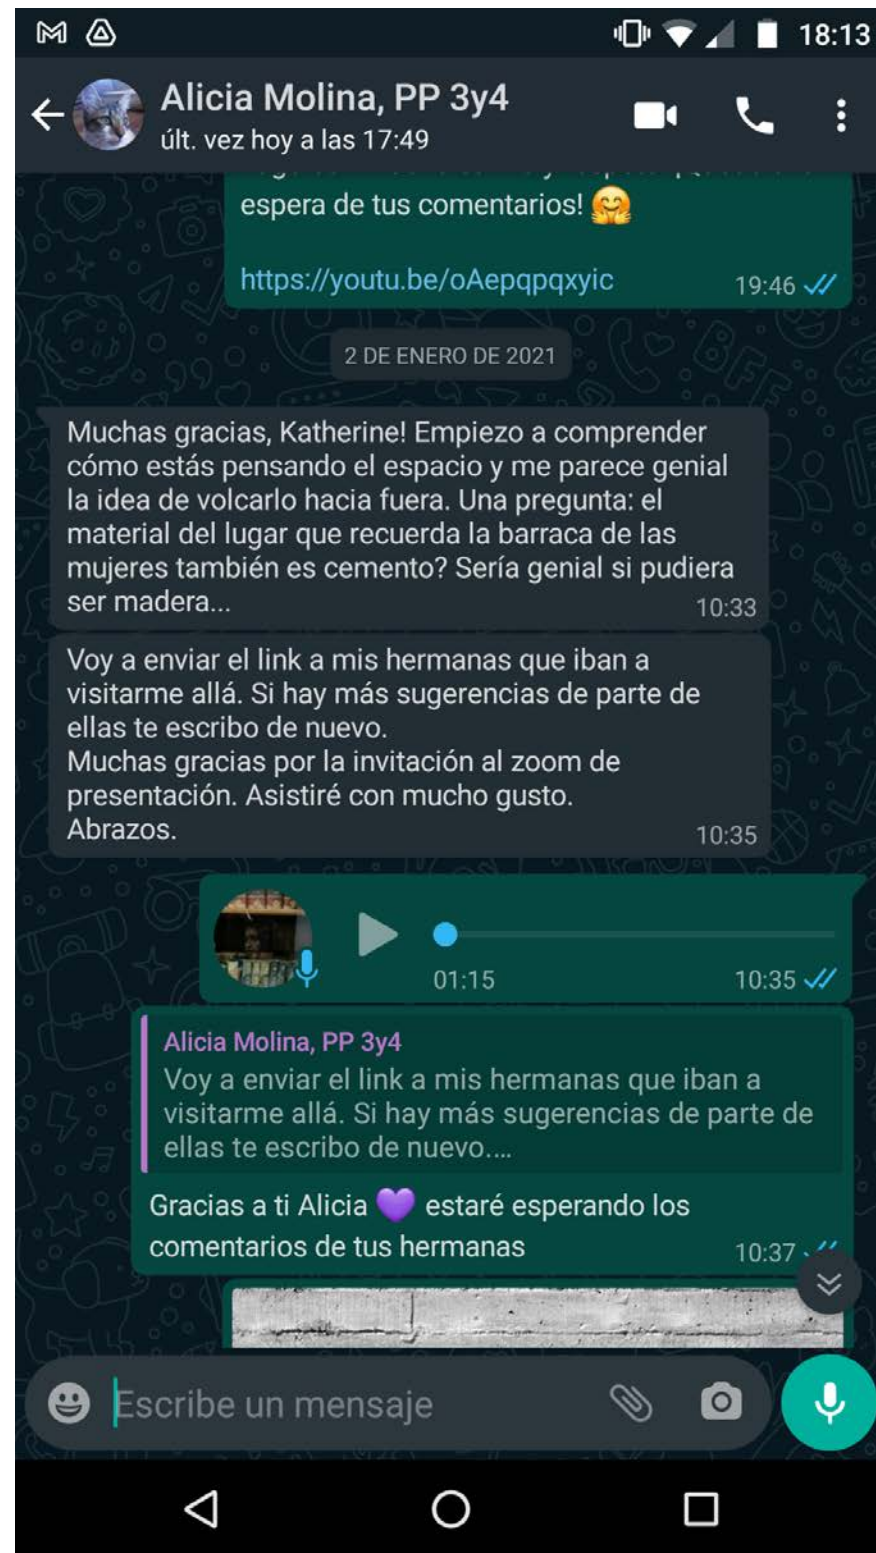 18:13
Alicia Molina, PP 3y4
últ. vez hoy a las 17:49
espera de tus comentarios! 🤗
https://youtu.be/oAepqpqxyic
19:46
2 DE ENERO DE 2021
Muchas gracias, Katherine! Empiezo a comprender
cómo estás pensando el espacio y me parece genial
la idea de volcarlo hacia fuera. Una pregunta: el
material del lugar que recuerda la barraca de las
mujeres también es cemento? Sería genial si pudiera
ser madera...
10:33
Voy a enviar el link a mis hermanas que iban a
visitarme allá. Si hay más sugerencias de parte de
ellas te escribo de nuevo.
Muchas gracias por la invitación al zoom de
presentación. Asistiré con mucho gusto.
Abrazos.
10:35
01:15
10:35
Alicia Molina, PP 3y4
Voy a enviar el link a mis hermanas que iban a
visitarme allá. Si hay más sugerencias de parte de
ellas te escribo de nuevo....
Gracias a ti Alicia 💜 estaré esperando los
comentarios de tus hermanas
10:37
Escribe un mensaje